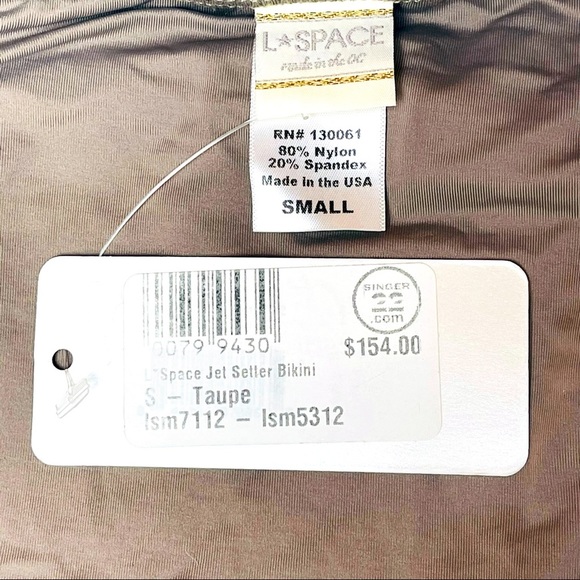 L*SPACE
made in the OC
RN# 130061
80% Nylon
20% Spandex
Made in the USA
SMALL
SINGER
.com
0079 9430
$154.00
L*Space Jet Setter Bikini
S - Taupe
lsm7112 - lsm5312